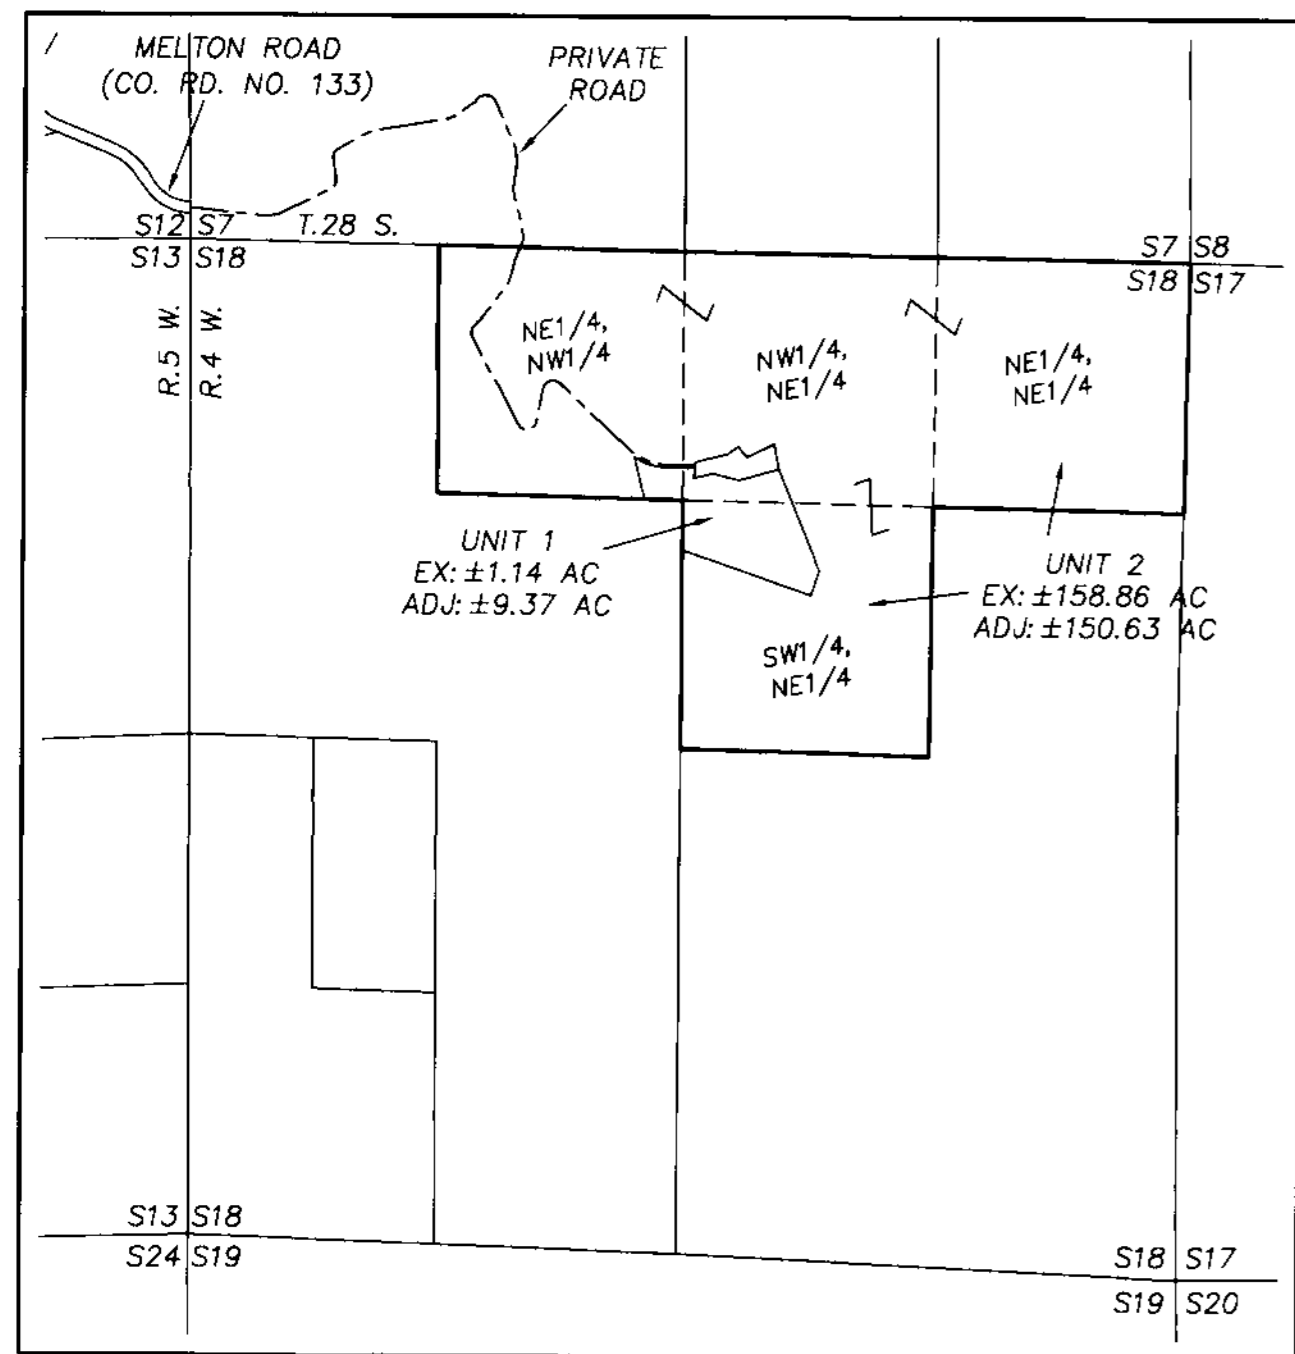 MELTON ROAD
(CO. RD. NO. 133)
PRIVATE
ROAD
S12 S7
T.28 S.
S13 S18
S7 S8
S18 S17
R.5 W.
R.4 W.
NE1/4,
NW1/4
NW1/4,
NE1/4
NE1/4,
NE1/4
UNIT 1
EX: ±1.14 AC
ADJ: ±9.37 AC
UNIT 2
EX: ±158.86 AC
ADJ: ±150.63 AC
SW1/4,
NE1/4
S13 S18
S24 S19
S18 S17
S19 S20